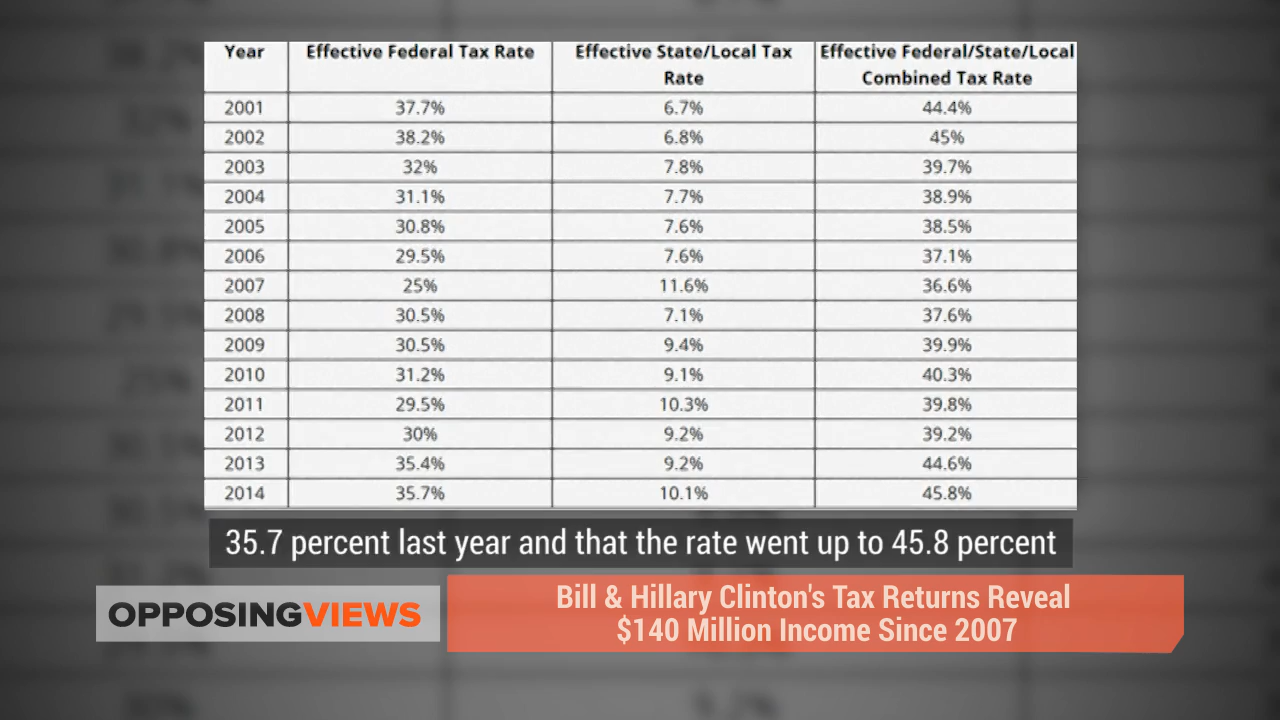 Year Effective Federal Tax Rate Effective State/Local Tax Rate Effective Federal/State/Local Combined Tax Rate
2001 37.7% 6.7% 44.4%
2002 38.2% 6.8% 45%
2003 32% 7.8% 39.7%
2004 31.1% 7.7% 38.9%
2005 30.8% 7.6% 38.5%
2006 29.5% 7.6% 37.1%
2007 25% 11.6% 36.6%
2008 30.5% 7.1% 37.6%
2009 30.5% 9.4% 39.9%
2010 31.2% 9.1% 40.3%
2011 29.5% 10.3% 39.8%
2012 30% 9.2% 39.2%
2013 35.4% 9.2% 44.6%
2014 35.7% 10.1% 45.8%
35.7 percent last year and that the rate went up to 45.8 percent
OPPOSINGVIEWS
Bill & Hillary Clinton's Tax Returns Reveal
$140 Million Income Since 2007